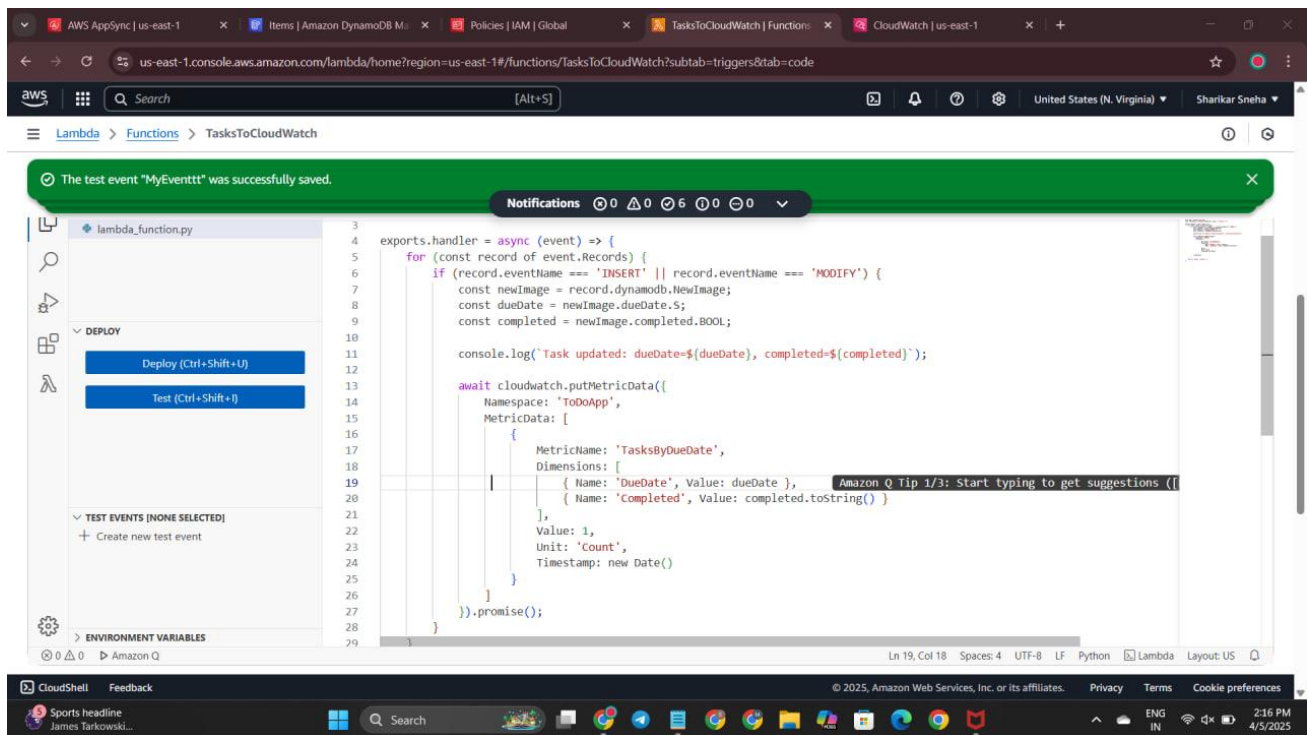 AWS AppSync | us-east-1
Items | Amazon DynamoDB Ma
Policies | IAM | Global
TasksToCloudWatch | Functions
CloudWatch | us-east-1
us-east-1.console.aws.amazon.com/lambda/home?region=us-east-1#/functions/TasksToCloudWatch?subtab=triggers&tab=code
aws Search [Alt+S] United States (N. Virginia) Sharikar Sneha
Lambda > Functions > TasksToCloudWatch
The test event "MyEventtt" was successfully saved.
Notifications 0 0 6 0 0
lambda_function.py
DEPLOY
Deploy (Ctrl+Shift+U)
Test (Ctrl+Shift+I)
TEST EVENTS [NONE SELECTED]
+ Create new test event
ENVIRONMENT VARIABLES
3
4 exports.handler = async (event) => {
5 for (const record of event.Records) {
6 if (record.eventName === 'INSERT' || record.eventName === 'MODIFY') {
7 const newImage = record.dynamodb.NewImage;
8 const dueDate = newImage.dueDate.S;
9 const completed = newImage.completed.BOOL;
10
11 console.log(`Task updated: dueDate=${dueDate}, completed=${completed}`);
12
13 await cloudwatch.putMetricData({
14 Namespace: 'ToDoApp',
15 MetricData: [
16 {
17 MetricName: 'TasksByDueDate',
18 Dimensions: [
19 { Name: 'DueDate', Value: dueDate }, Amazon Q Tip 1/3: Start typing to get suggestions ([
20 { Name: 'Completed', Value: completed.toString() }
21 ],
22 Value: 1,
23 Unit: 'Count',
24 Timestamp: new Date()
25 }
26 ]
27 }).promise();
28 }
29 }
0 0 Amazon Q Ln 19, Col 18 Spaces: 4 UTF-8 LF Python Lambda Layout: US
CloudShell Feedback © 2025, Amazon Web Services, Inc. or its affiliates. Privacy Terms Cookie preferences
5 Sports headline
James Tarkowski...
Search
ENG
IN
2:16 PM
4/5/2025